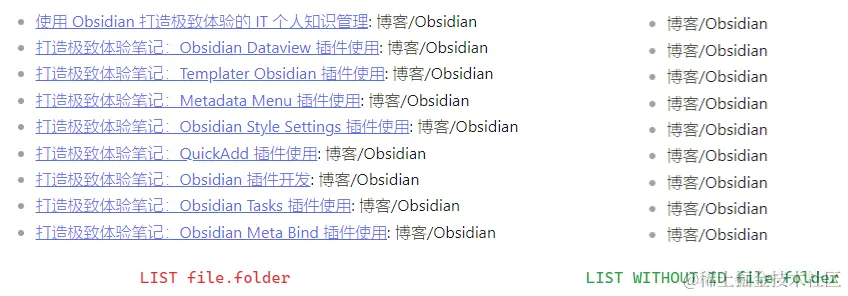 使用 Obsidian 打造极致体验的 IT 个人知识管理: 博客/Obsidian
打造极致体验笔记：Obsidian Dataview 插件使用: 博客/Obsidian
打造极致体验笔记：Templater Obsidian 插件使用: 博客/Obsidian
打造极致体验笔记：Metadata Menu 插件使用: 博客/Obsidian
打造极致体验笔记：Obsidian Style Settings 插件使用: 博客/Obsidian
打造极致体验笔记：QuickAdd 插件使用: 博客/Obsidian
打造极致体验笔记：Obsidian 插件开发: 博客/Obsidian
打造极致体验笔记：Obsidian Tasks 插件使用: 博客/Obsidian
打造极致体验笔记：Obsidian Meta Bind 插件使用: 博客/Obsidian
LIST file.folder
博客/Obsidian
博客/Obsidian
博客/Obsidian
博客/Obsidian
博客/Obsidian
博客/Obsidian
博客/Obsidian
博客/Obsidian
博客/Obsidian
LIST WITHOUT ID file.folder
@稀土掘金技术社区